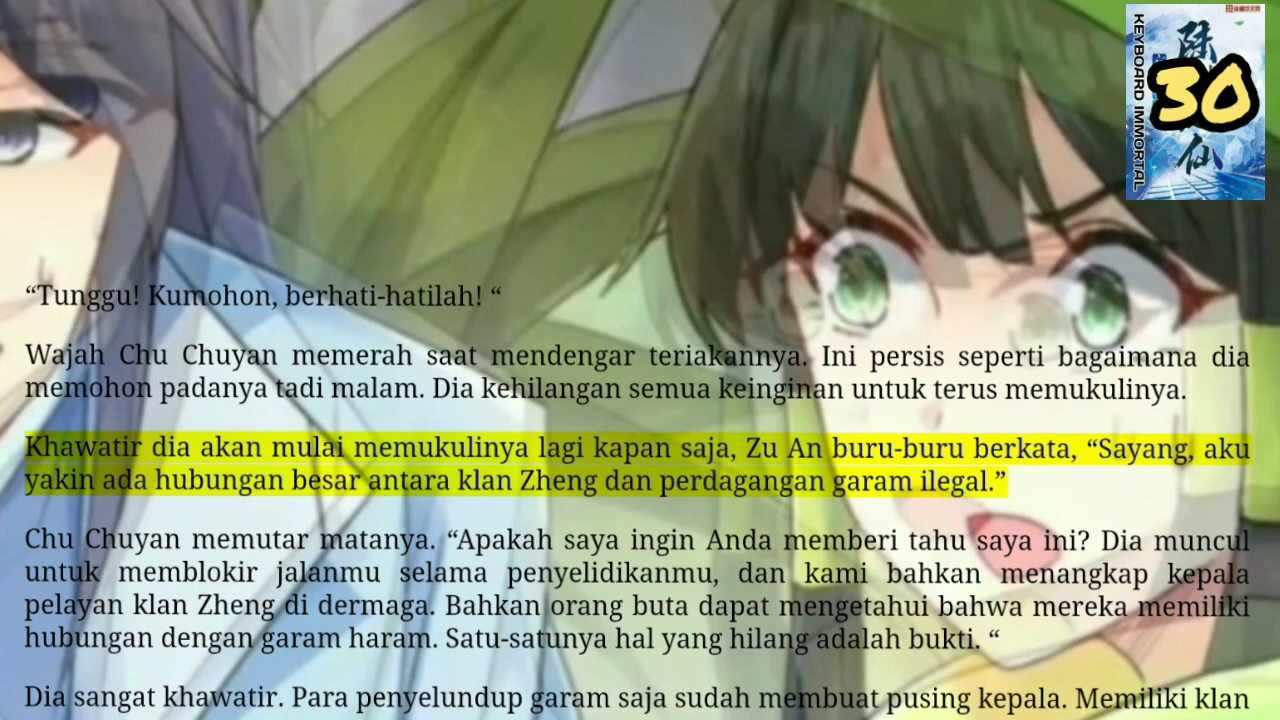 KEYBOARD IMMORTAL
陆
30
仙
“Tunggu! Kumohon, berhati-hatilah! “
Wajah Chu Chuyan memerah saat mendengar teriakannya. Ini persis seperti bagaimana dia
memohon padanya tadi malam. Dia kehilangan semua keinginan untuk terus memukulinya.
Khawatir dia akan mulai memukulinya lagi kapan saja, Zu An buru-buru berkata, “Sayang, aku
yakin ada hubungan besar antara klan Zheng dan perdagangan garam ilegal.”
Chu Chuyan memutar matanya. “Apakah saya ingin Anda memberi tahu saya ini? Dia muncul
untuk memblokir jalanmu selama penyelidikanmu, dan kami bahkan menangkap kepala
pelayan klan Zheng di dermaga. Bahkan orang buta dapat mengetahui bahwa mereka memiliki
hubungan dengan garam haram. Satu-satunya hal yang hilang adalah bukti. “
Dia sangat khawatir. Para penyelundup garam saja sudah membuat pusing kepala. Memiliki klan